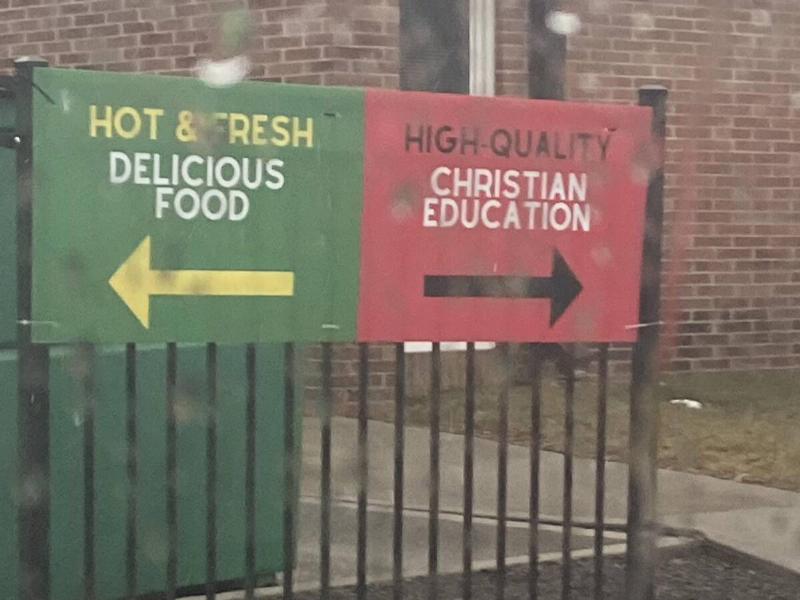 HOT & FRESH
DELICIOUS
FOOD
HIGH-QUALITY
CHRISTIAN
EDUCATION